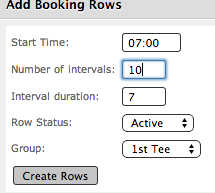 Add Booking Rows
Start Time: 07:00
Number of intervals: 10
Interval duration: 7
Row Status: Active
Group: 1st Tee
Create Rows